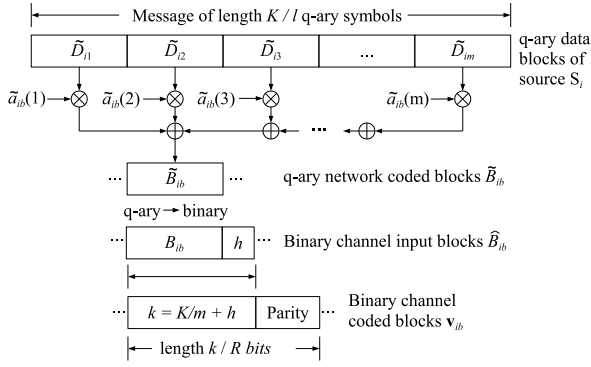 Message of length K / l q-ary symbols
D̃i1 D̃i2 D̃i3 ... D̃im
q-ary data
blocks of
source Si
ãib(1) ãib(2) ãib(3) ãib(m)
...
... B̃ib ... q-ary network coded blocks B̃ib
q-ary → binary
... Bib h ... Binary channel input blocks B̂ib
... k = K/m + h Parity ...
Binary channel
coded blocks vib
length k / R bits